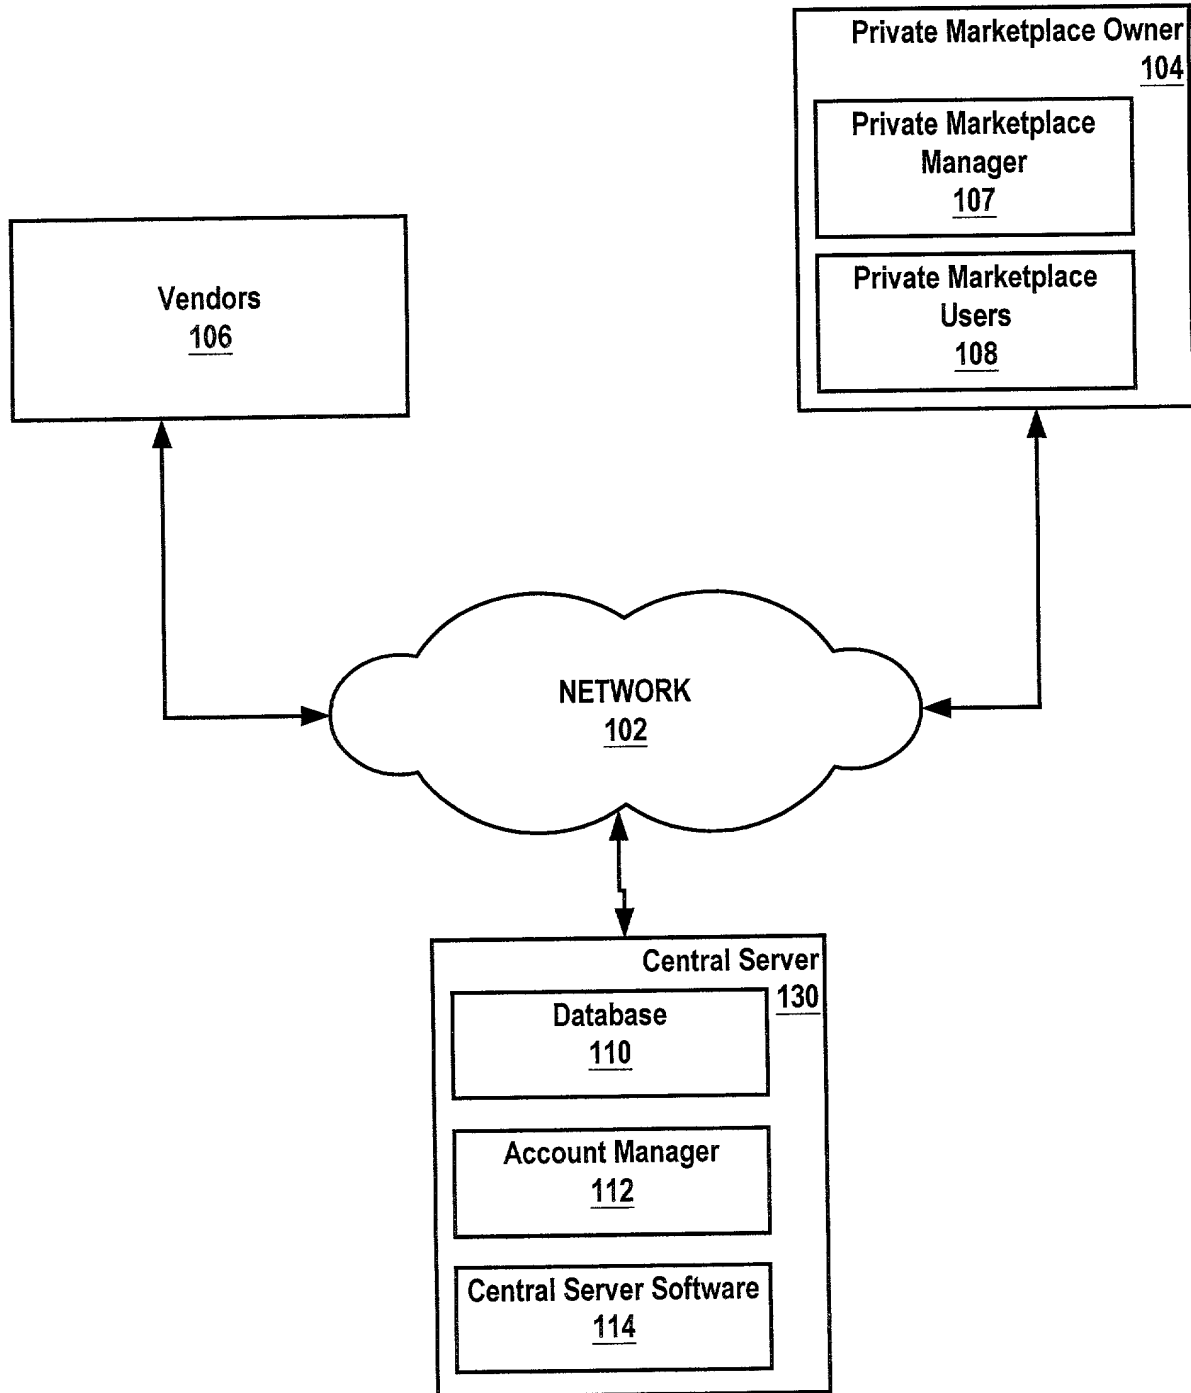 Private Marketplace Owner
104
Private Marketplace
Manager
107
Private Marketplace
Users
108
Vendors
106
NETWORK
102
Central Server
130
Database
110
Account Manager
112
Central Server Software
114